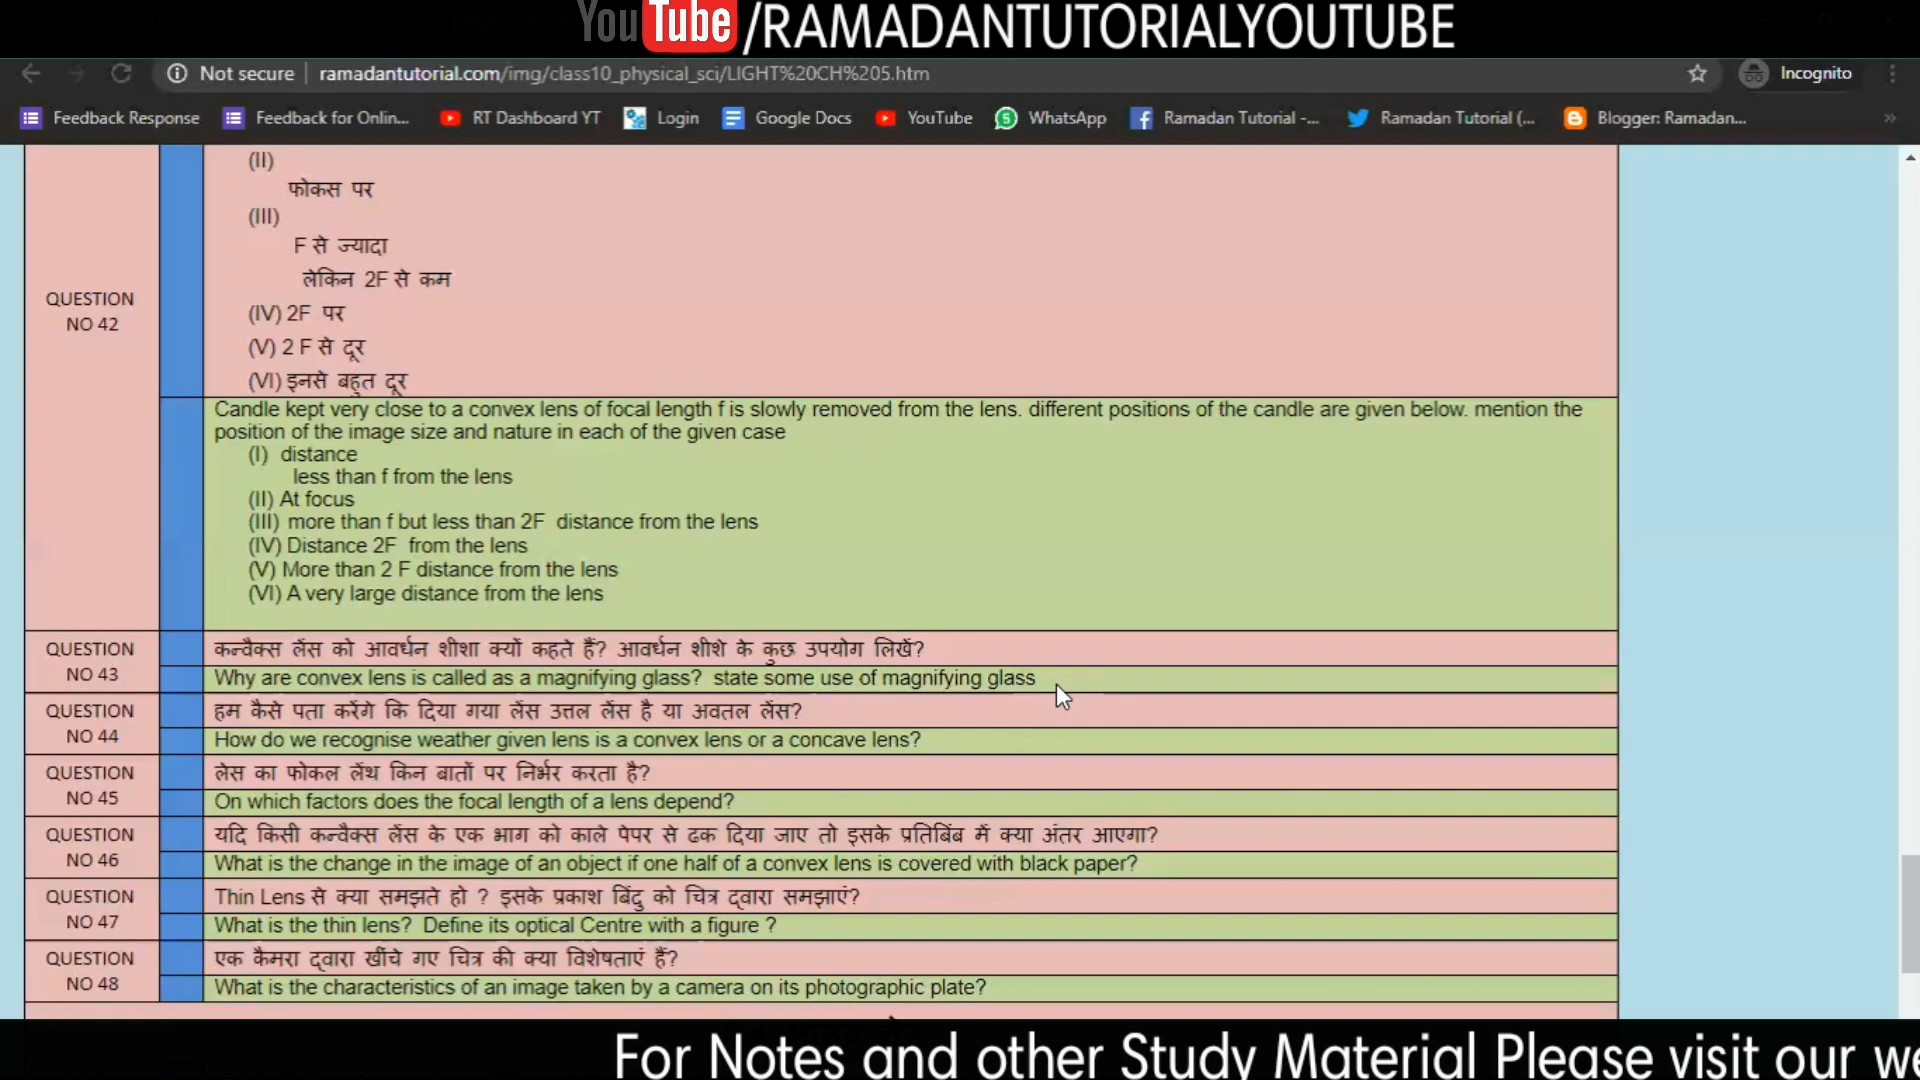 YouTube/RAMADANTUTORIALYOUTUBE
Not secure ramadantutorial.com/img/class10_physical_sci/LIGHT%20CH%205.htm Incognito
Feedback Response Feedback for Onlin... RT Dashboard YT Login Google Docs YouTube WhatsApp Ramadan Tutorial -... Ramadan Tutorial (... Blogger: Ramadan...
QUESTION NO 42
(II)
फोकस पर
(III)
F से ज्यादा
लेकिन 2F से कम
(IV) 2F पर
(V) 2 F से दूर
(VI) इनसे बहुत दूर
Candle kept very close to a convex lens of focal length f is slowly removed from the lens. different positions of the candle are given below. mention the
position of the image size and nature in each of the given case
(I) distance
less than f from the lens
(II) At focus
(III) more than f but less than 2F distance from the lens
(IV) Distance 2F from the lens
(V) More than 2 F distance from the lens
(VI) A very large distance from the lens
QUESTION NO 43
कन्वैक्स लेंस को आवर्धन शीशा क्यों कहते हैं? आवर्धन शीशे के कुछ उपयोग लिखें?
Why are convex lens is called as a magnifying glass? state some use of magnifying glass
QUESTION NO 44
हम कैसे पता करेंगे कि दिया गया लेंस उत्तल लेंस है या अवतल लेंस?
How do we recognise weather given lens is a convex lens or a concave lens?
QUESTION NO 45
लेस का फोकल लेंथ किन बातों पर निर्भर करता है?
On which factors does the focal length of a lens depend?
QUESTION NO 46
यदि किसी कन्वैक्स लेंस के एक भाग को काले पेपर से ढक दिया जाए तो इसके प्रतिबिंब में क्या अंतर आएगा?
What is the change in the image of an object if one half of a convex lens is covered with black paper?
QUESTION NO 47
Thin Lens से क्या समझते हो ? इसके प्रकाश बिंदु को चित्र द्वारा समझाएं?
What is the thin lens? Define its optical Centre with a figure ?
QUESTION NO 48
एक कैमरा द्वारा खींचे गए चित्र की क्या विशेषताएं हैं?
What is the characteristics of an image taken by a camera on its photographic plate?
For Notes and other Study Material Please visit our we